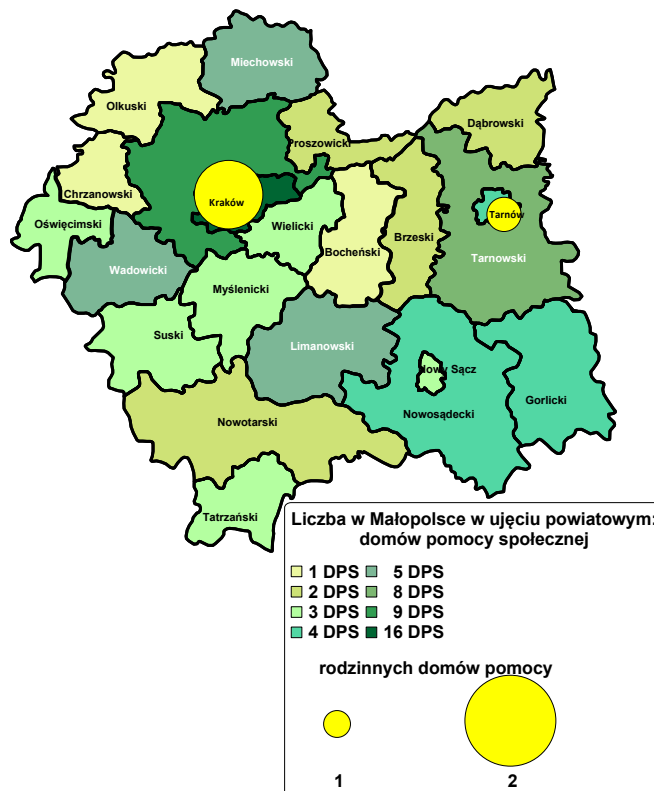 Miechowski
Olkuski
Dąbrowski
Proszowicki
Chrzanowski
Kraków
Tarnów
Oświęcimski
Wielicki
Brzeski
Bocheński
Tarnowski
Wadowicki
Myślenicki
Suski
Limanowski
Nowy Sącz
Nowosądecki
Gorlicki
Nowotarski
Tatrzański
Liczba w Małopolsce w ujęciu powiatowym:
domów pomocy społecznej
1 DPS 5 DPS
2 DPS 8 DPS
3 DPS 9 DPS
4 DPS 16 DPS
rodzinnych domów pomocy
1 2